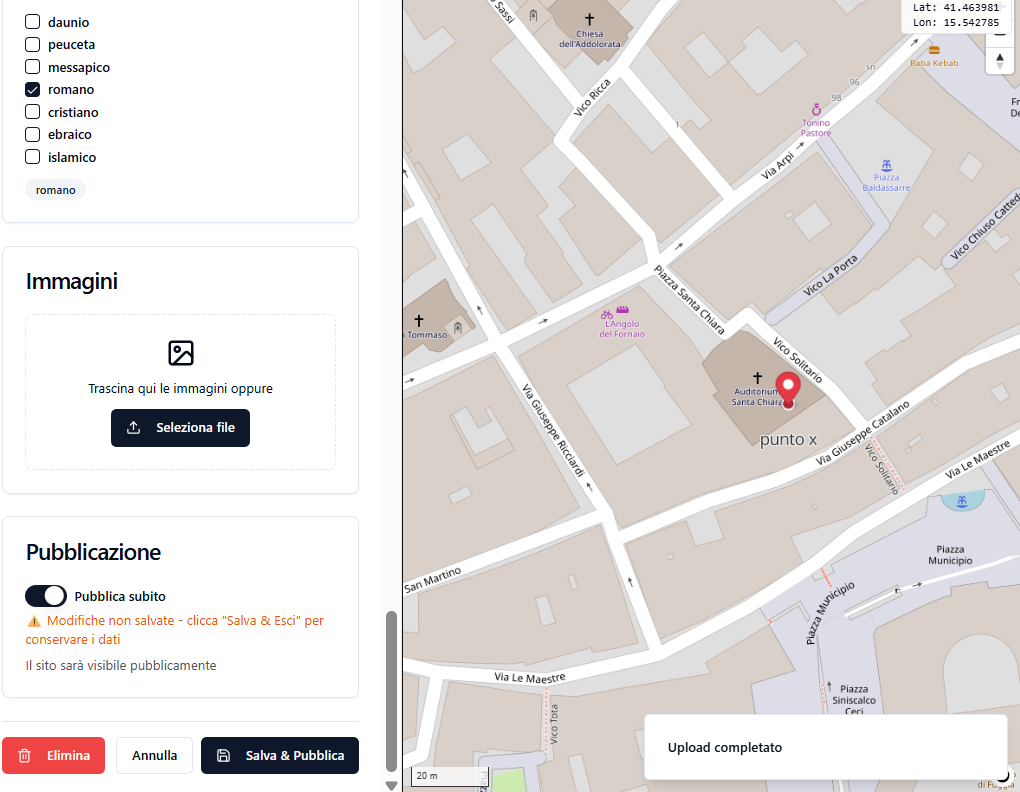 daunio
peuceta
messapico
romano
cristiano
ebraico
islamico
romano
Immagini
Trascina qui le immagini oppure
Seleziona file
Pubblicazione
Pubblica subito
⚠️ Modifiche non salvate - clicca "Salva & Esci" per
conservare i dati
Il sito sarà visibile pubblicamente
Elimina
Annulla
Salva & Pubblica
Lat: 41.463981
Lon: 15.542785
Sassi
Chiesa
dell'Addolorata
Baba Kebab
sn
96
98
Vico Ricca
1
Tonino
Pastore
Via Arpi
Piazza
Baldassarre
Vico Chiuso
Vico La Porta
Piazza Santa Chiara
Tommaso
L'Angolo
del Fornaio
Vico Solitario
Auditorium
Santa Chiara
punto x
Via Giuseppe Ricciardi
Via Giuseppe Catalano
Vico Solitario
Via Le Maestre
Piazza
Municipio
San Martino
Piazza Municipio
Via Le Maestre
Piazza
Siniscalco
Ceci
Vico Tota
Upload completato
20 m